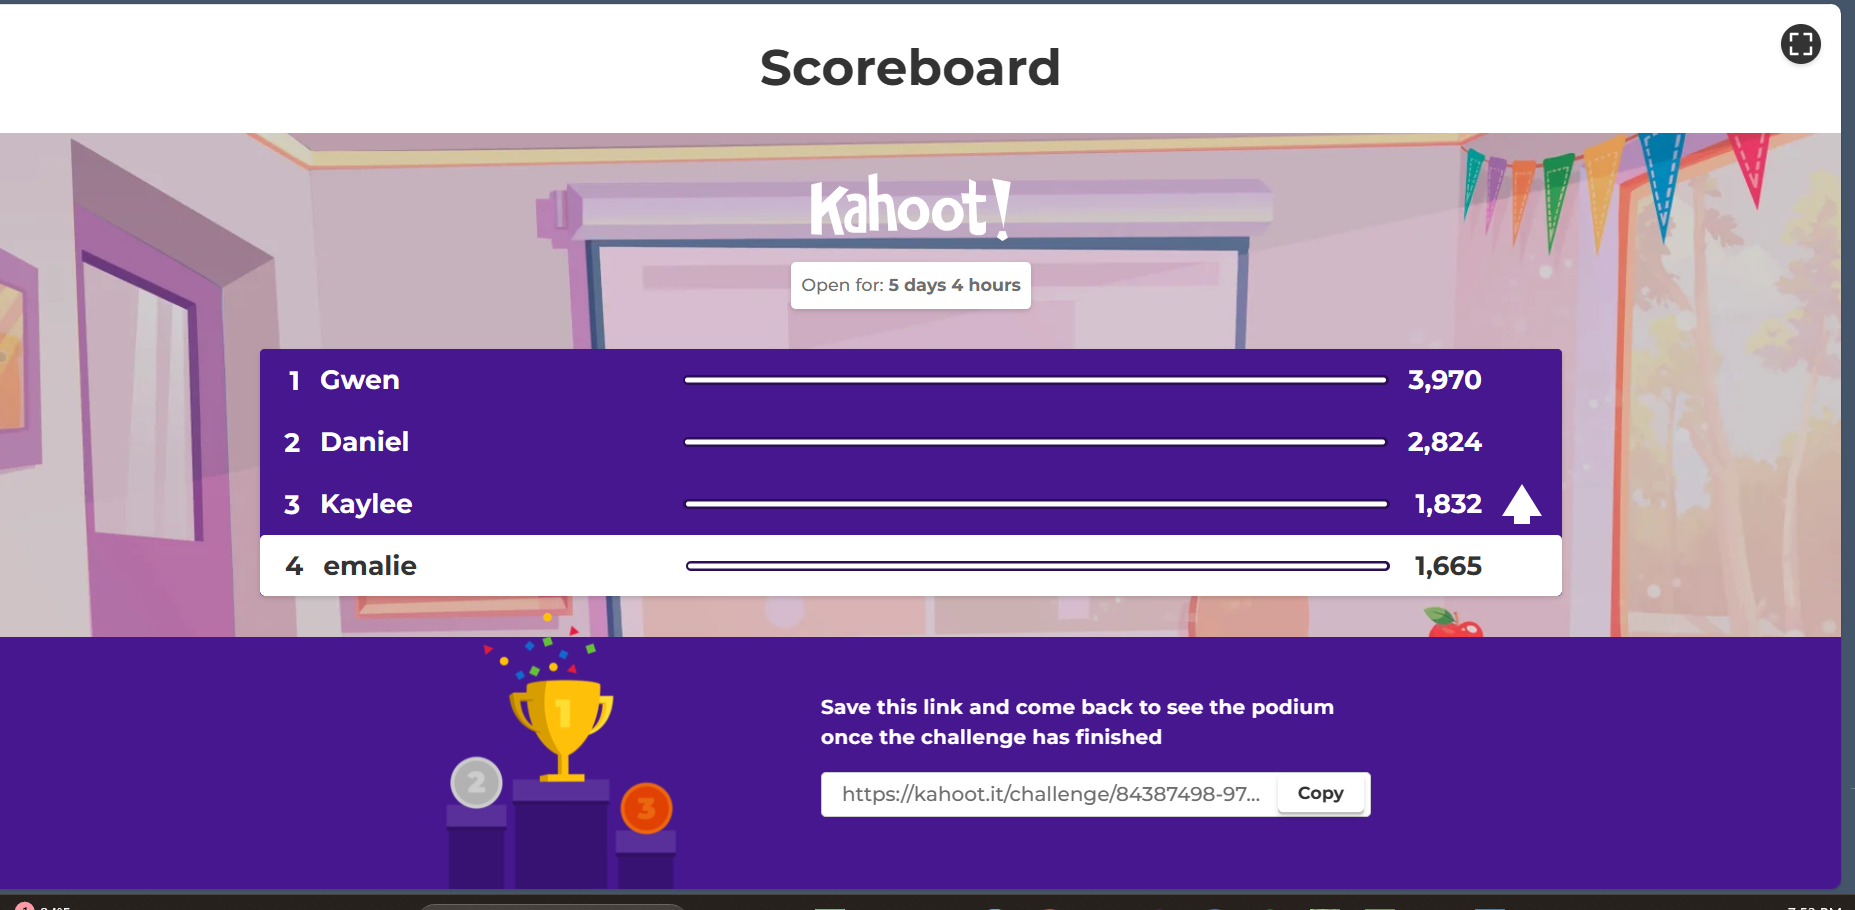 Scoreboard
Kahoot!
Open for: 5 days 4 hours
1 Gwen 3,970
2 Daniel 2,824
3 Kaylee 1,832
4 emalie 1,665
1
2
3
Save this link and come back to see the podium
once the challenge has finished
https://kahoot.it/challenge/84387498-97... Copy